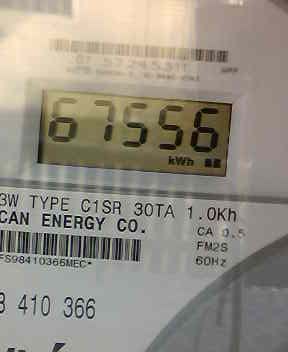 67556
kWh
3W TYPE C1SR 30TA 1.0Kh
CAN ENERGY CO.
CA 0.5
FM2S
60Hz
FS98410366MEC*
3 410 366